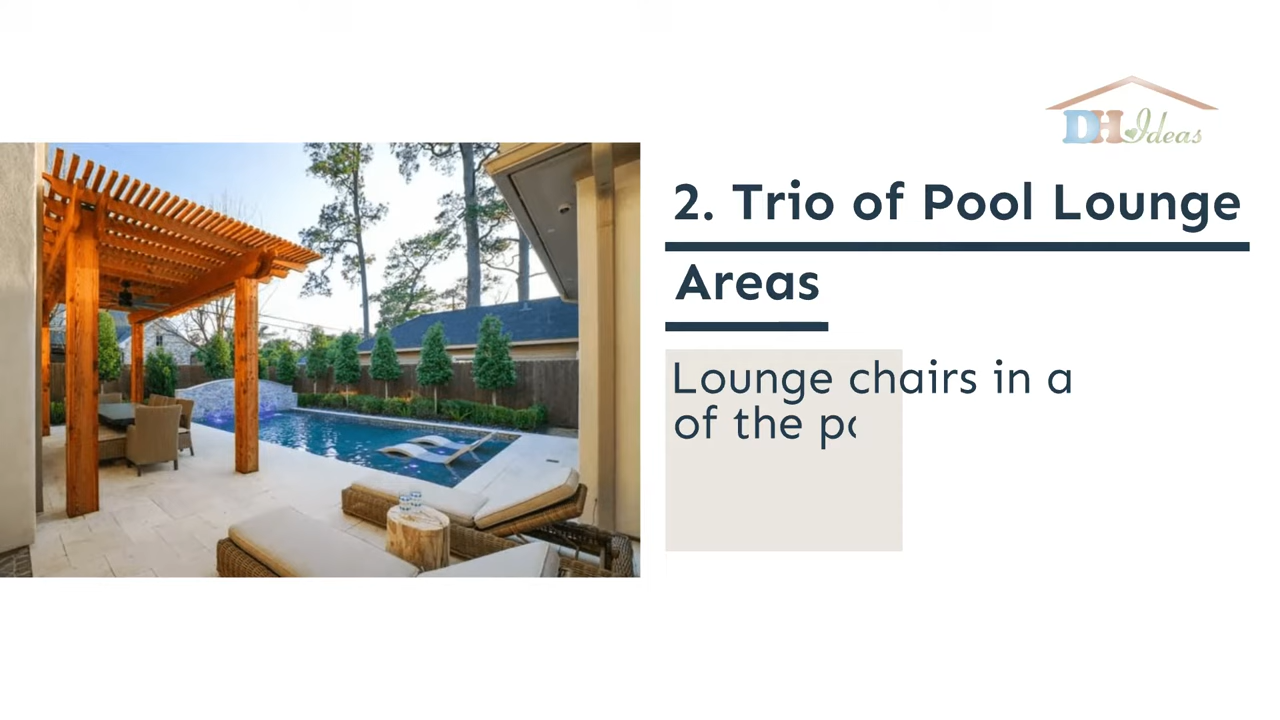 DH Ideas
2. Trio of Pool Lounge
Areas
Lounge chairs in a
of the